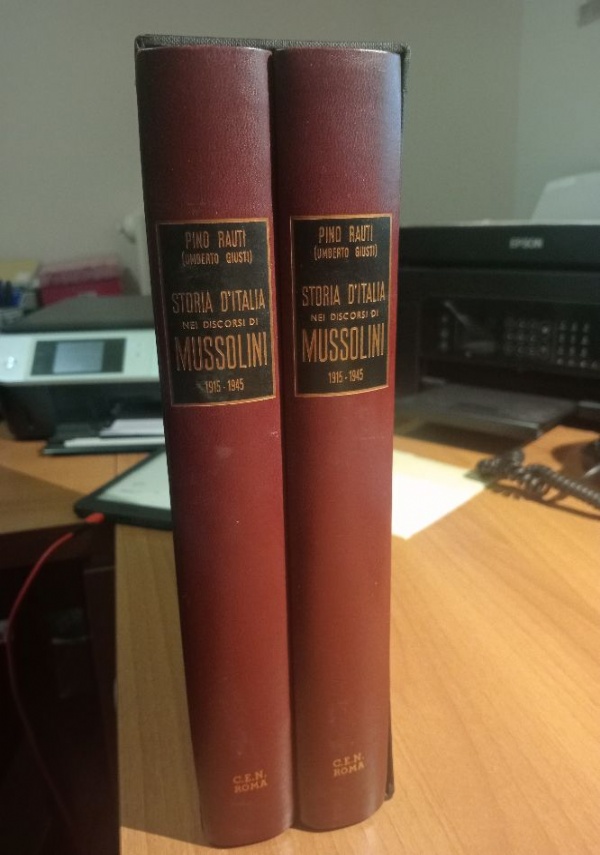 PINO RAUTI
(UMBERTO GIUSTI)
STORIA D'ITALIA
NEI DISCORSI DI
MUSSOLINI
1915-1945
C.E.N.
ROMA
PINO RAUTI
(UMBERTO GIUSTI)
STORIA D'ITALIA
NEI DISCORSI DI
MUSSOLINI
1915-1945
C.E.N.
ROMA
EPSON